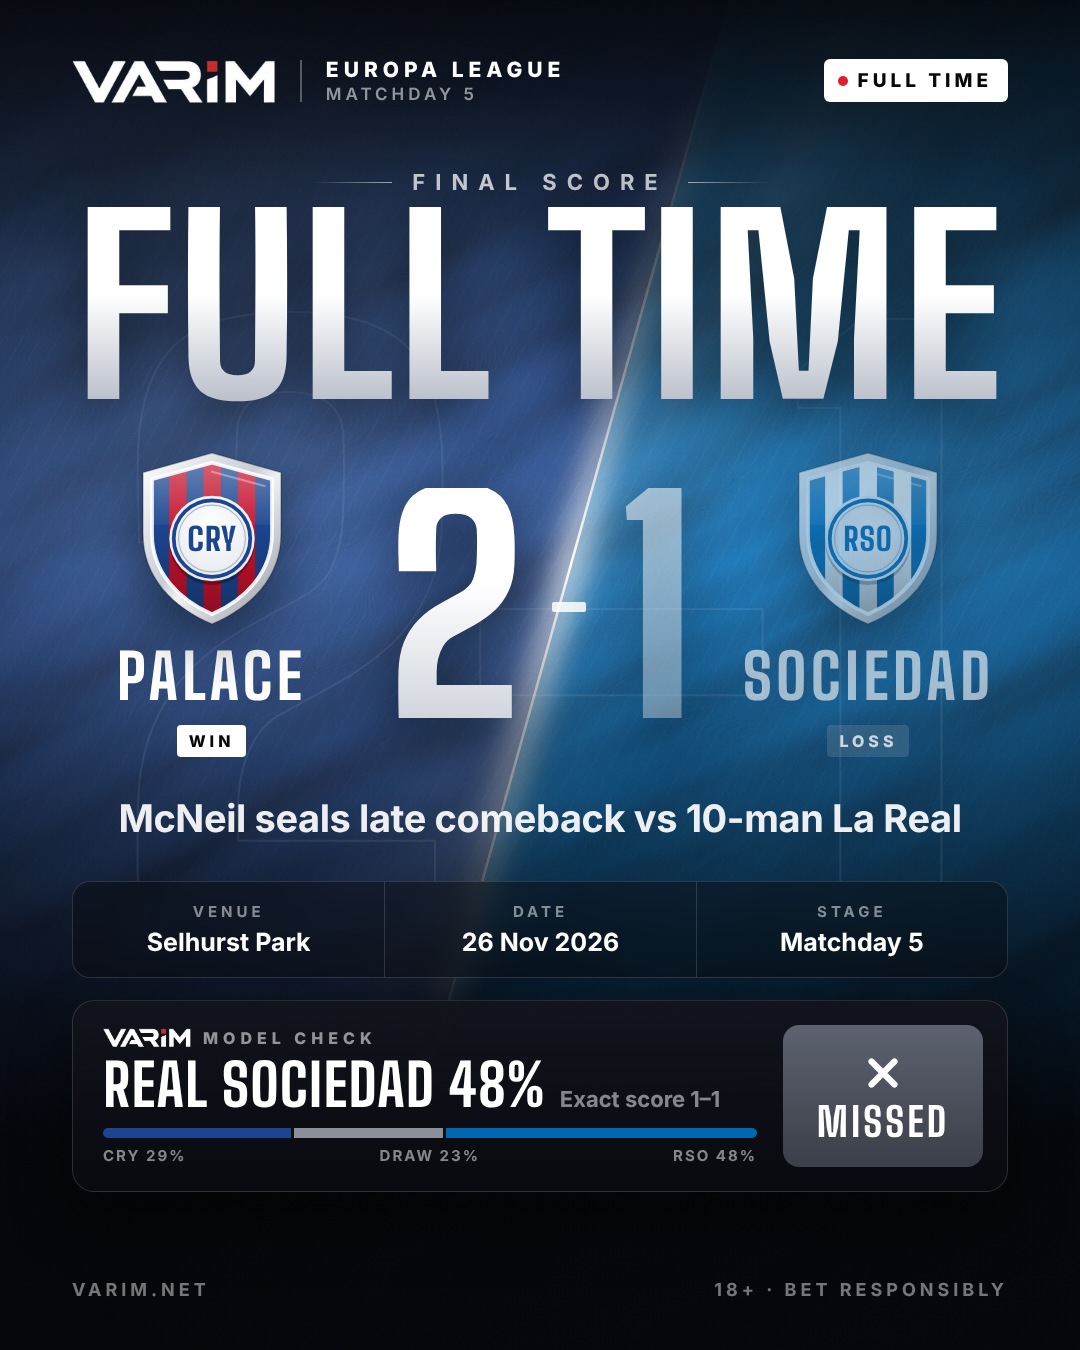 VARiM
EUROPA LEAGUE
MATCHDAY 5
FULL TIME
FINAL SCORE
FULL TIME
CRY
RSO
2-1
PALACE
SOCIEDAD
WIN
LOSS
McNeil seals late comeback vs 10-man La Real
VENUE
Selhurst Park
DATE
26 Nov 2026
STAGE
Matchday 5
VARiM MODEL CHECK
REAL SOCIEDAD 48% Exact score 1–1
CRY 29%
DRAW 23%
RSO 48%
MISSED
VARIM.NET
18+ · BET RESPONSIBLY